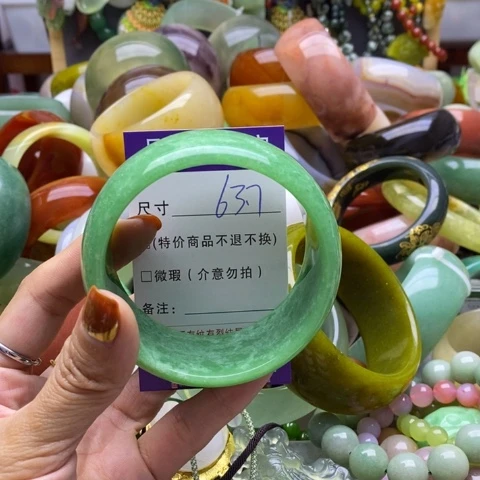 尺寸 63.7
(特价商品不退不换)
□微瑕(介意勿拍)
备注: